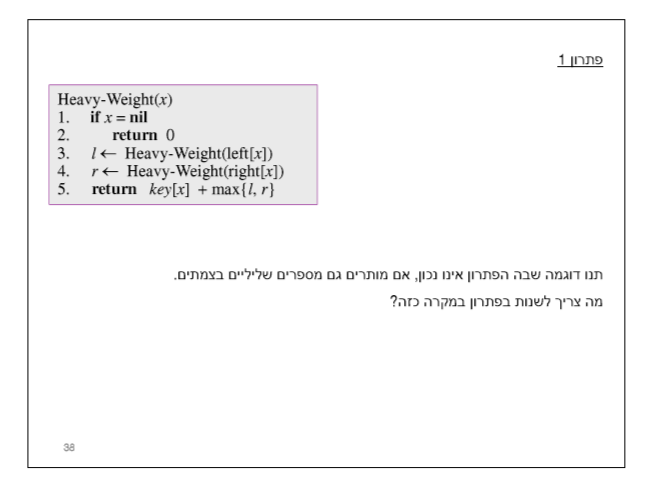 פתרון 1
Heavy-Weight(x)
1. if x = nil
2. return 0
3. l ← Heavy-Weight(left[x])
4. r ← Heavy-Weight(right[x])
5. return key[x] + max{l, r}
תנו דוגמה שבה הפתרון אינו נכון, אם מותרים גם מספרים שליליים בצמתים.
מה צריך לשנות בפתרון במקרה כזה?
38